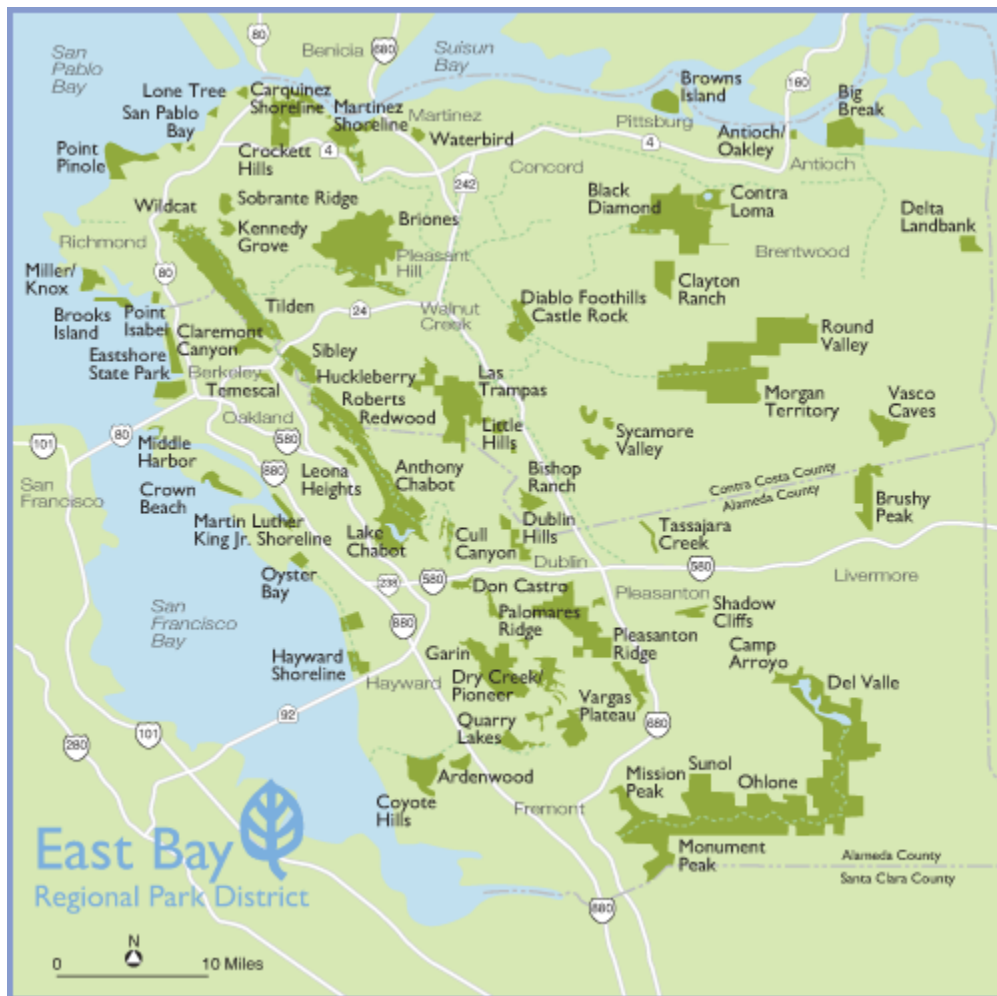 80
680
Benicia
Suisun
Bay
San
Pablo
Bay
Lone Tree
Carquinez
Shoreline
San Pablo
Bay
Martinez
Shoreline
Martinez
Waterbird
Browns
Island
160
Big
Break
Pittsburg
Antioch/
Oakley
Antioch
Point
Pinole
Crockett
Hills
4
4
242
Concord
Sobrante Ridge
Wildcat
Kennedy
Grove
Briones
Black
Diamond
Contra
Loma
Delta
Landbank
Richmond
Pleasant
Hill
Brentwood
Miller/
Knox
80
Clayton
Ranch
Brooks
Island
Point
Isabel
Tilden
24
Walnut
Creek
Diablo Foothills
Castle Rock
Round
Valley
Claremont
Canyon
Eastshore
State Park
Berkeley
Sibley
Temescal
Huckleberry
Las
Trampas
Roberts
Redwood
Morgan
Territory
Vasco
Caves
Oakland
580
Little
Hills
Sycamore
Valley
101
80
Middle
Harbor
880
Leona
Heights
Anthony
Chabot
Bishop
Ranch
Contra Costa County
Alameda County
San
Francisco
Crown
Beach
Brushy
Peak
Martin Luther
King Jr. Shoreline
Lake
Chabot
Cull
Canyon
Dublin
Hills
Tassajara
Creek
Oyster
Bay
238
580
Dublin
580
Livermore
Don Castro
Pleasanton
San
Francisco
Bay
Palomares
Ridge
Shadow
Cliffs
880
Pleasanton
Ridge
Camp
Arroyo
Hayward
Shoreline
Hayward
Garin
Dry Creek/
Pioneer
Del Valle
Vargas
Plateau
92
Quarry
Lakes
680
280
101
Ardenwood
Coyote
Hills
Fremont
Mission
Peak
Sunol
Ohlone
East Bay
Regional Park District
Monument
Peak
Alameda County
Santa Clara County
880
N
0
10 Miles